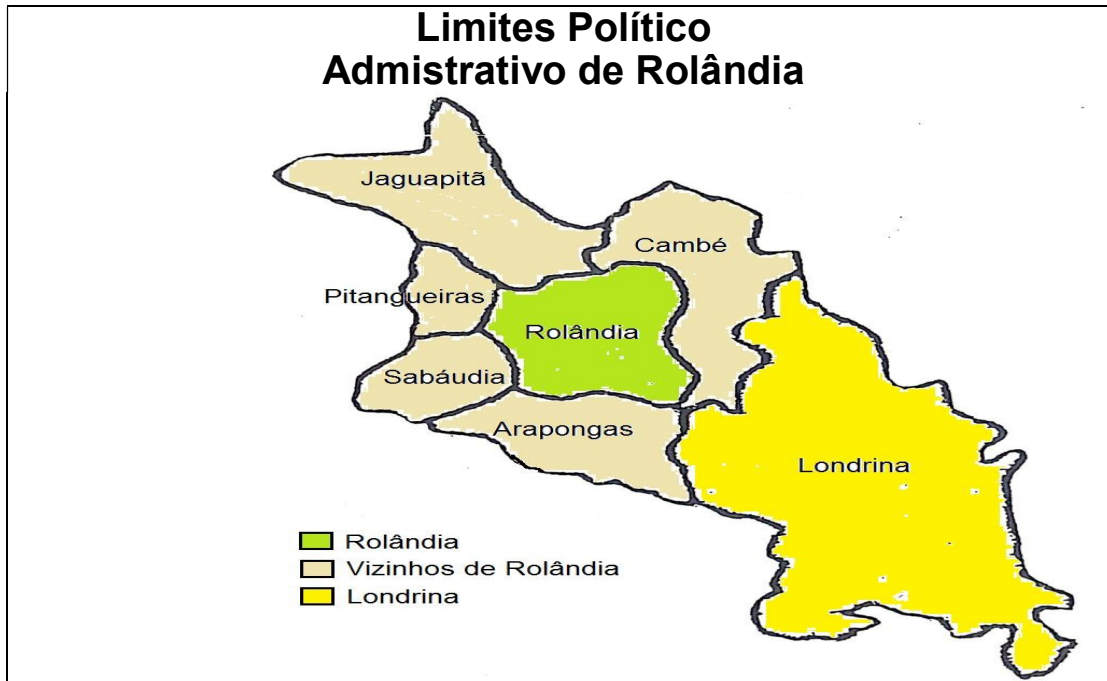 Limites Político
Admistrativo de Rolândia
Jaguapitã
Cambé
Pitangueiras
Rolândia
Sabáudia
Arapongas
Londrina
Rolândia
Vizinhos de Rolândia
Londrina